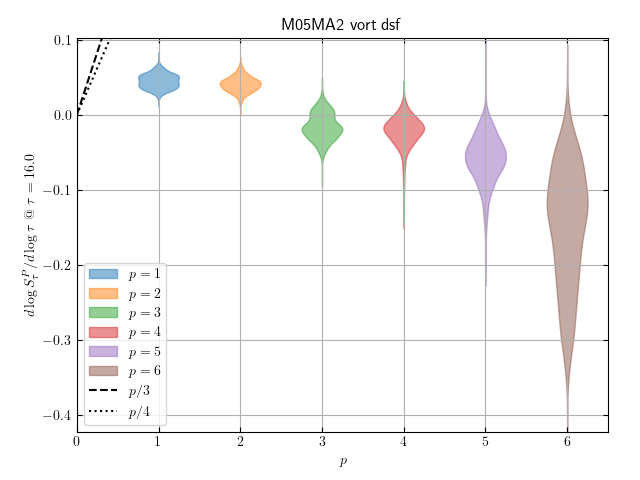 M05MA2 vort dsf
0.1
0.0
−0.1
−0.2
−0.3
−0.4
d log S_τ^P / d log τ @ τ = 16.0
p = 1
p = 2
p = 3
p = 4
p = 5
p = 6
p/3
p/4
0 1 2 3 4 5 6
p